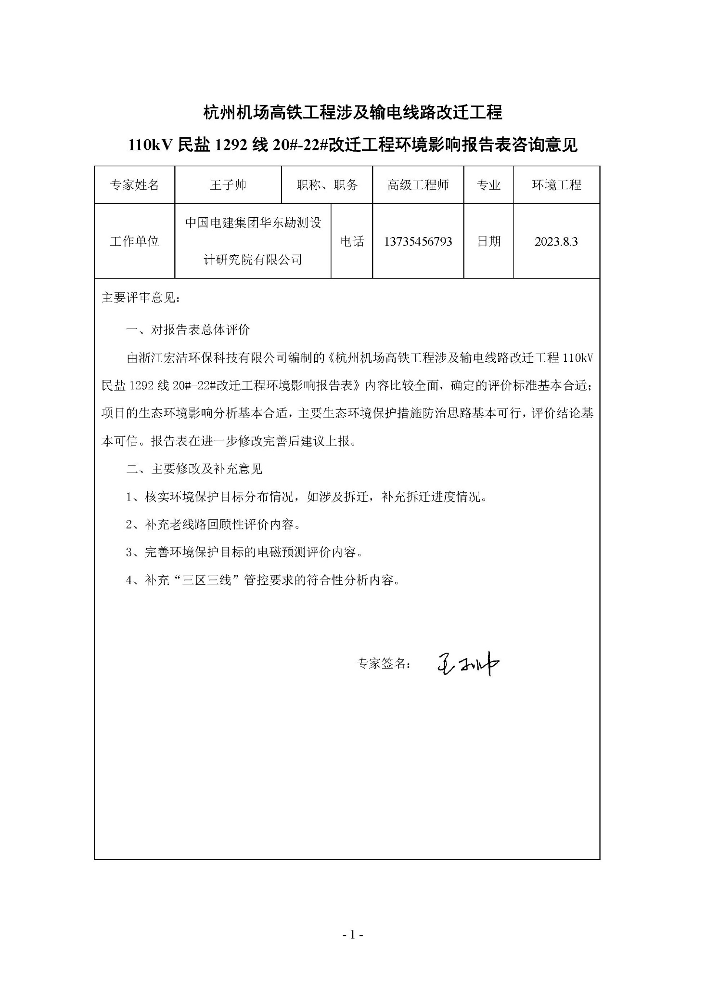 杭州机场高铁工程涉及输电线路改迁工程
110kV 民盐 1292 线 20#-22#改迁工程环境影响报告表咨询意见
专家姓名 王子帅 职称、职务 高级工程师 专业 环境工程
工作单位 中国电建集团华东勘测设
计研究院有限公司 电话 13735456793 日期 2023.8.3
主要评审意见：
一、对报告表总体评价
由浙江宏洁环保科技有限公司编制的《杭州机场高铁工程涉及输电线路改迁工程 110kV
民盐 1292 线 20#-22#改迁工程环境影响报告表》内容比较全面，确定的评价标准基本合适；
项目的生态环境影响分析基本合适，主要生态环境保护措施防治思路基本可行，评价结论基
本可信。报告表在进一步修改完善后建议上报。
二、主要修改及补充意见
1、核实环境保护目标分布情况，如涉及拆迁，补充拆迁进度情况。
2、补充老线路回顾性评价内容。
3、完善环境保护目标的电磁预测评价内容。
4、补充“三区三线”管控要求的符合性分析内容。
专家签名： 王子帅
- 1 -